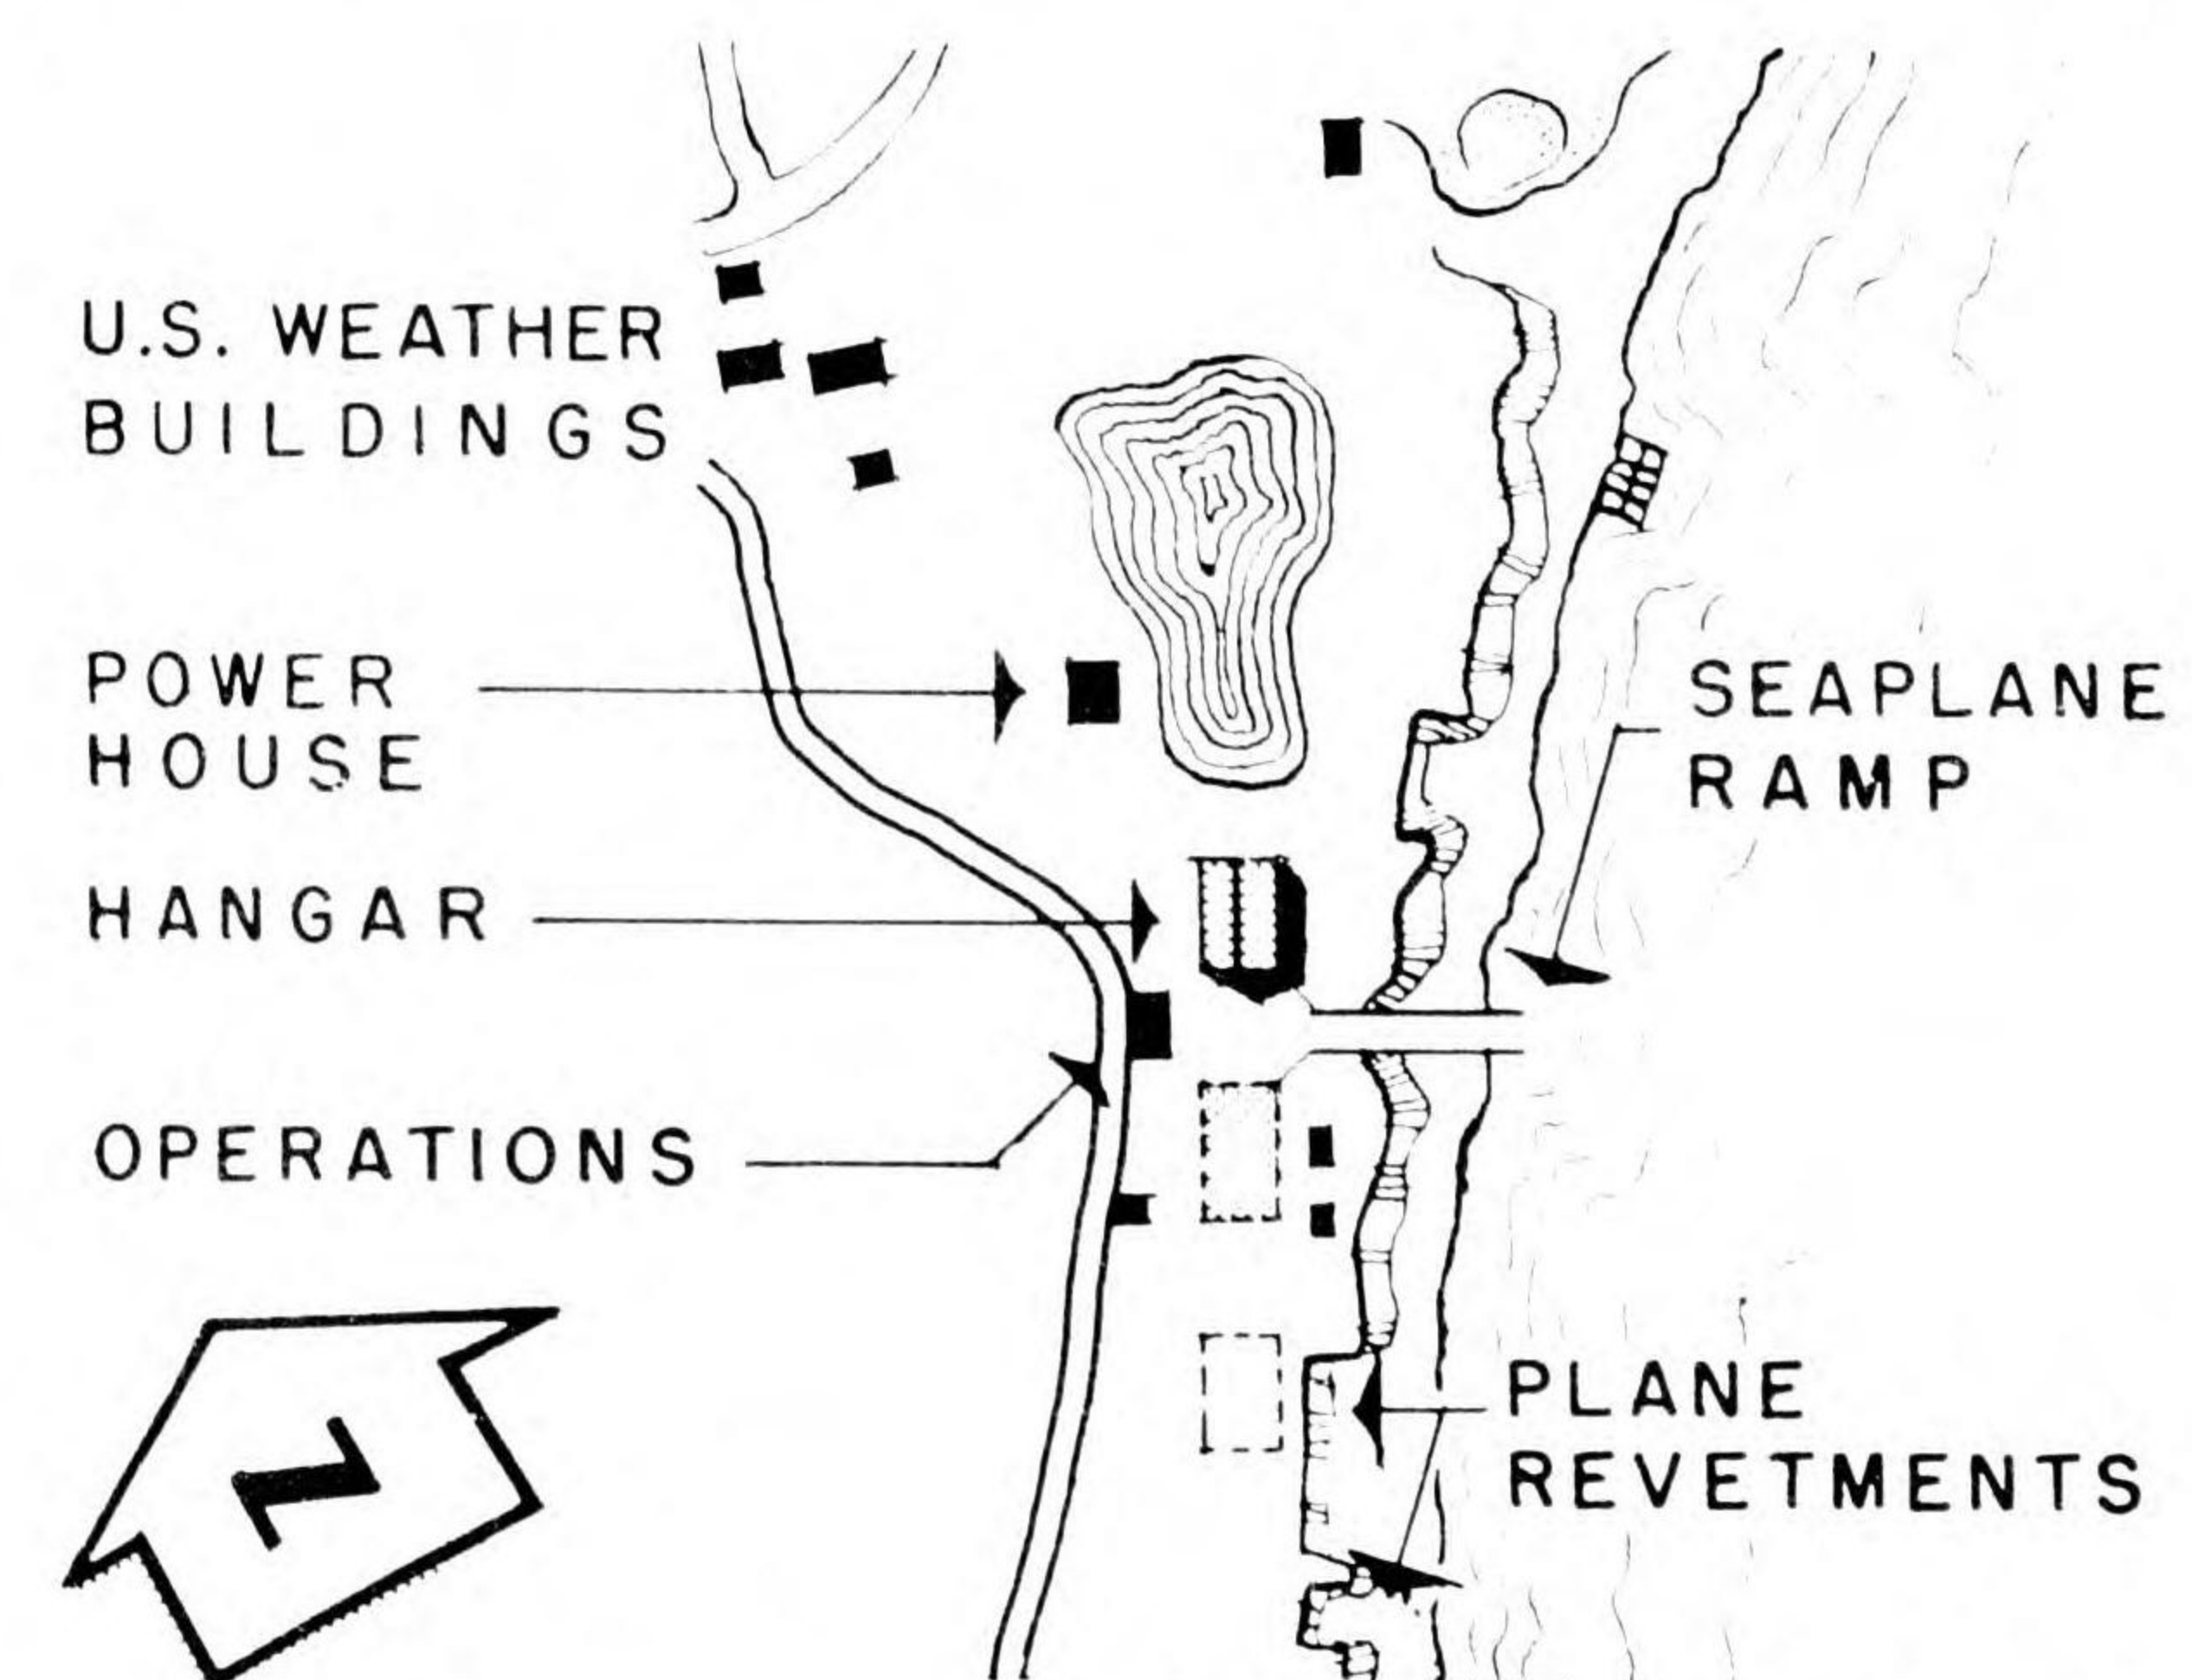 U.S. WEATHER
BUILDINGS
POWER
HOUSE
SEAPLANE
RAMP
HANGAR
OPERATIONS
PLANE
REVETMENTS
N